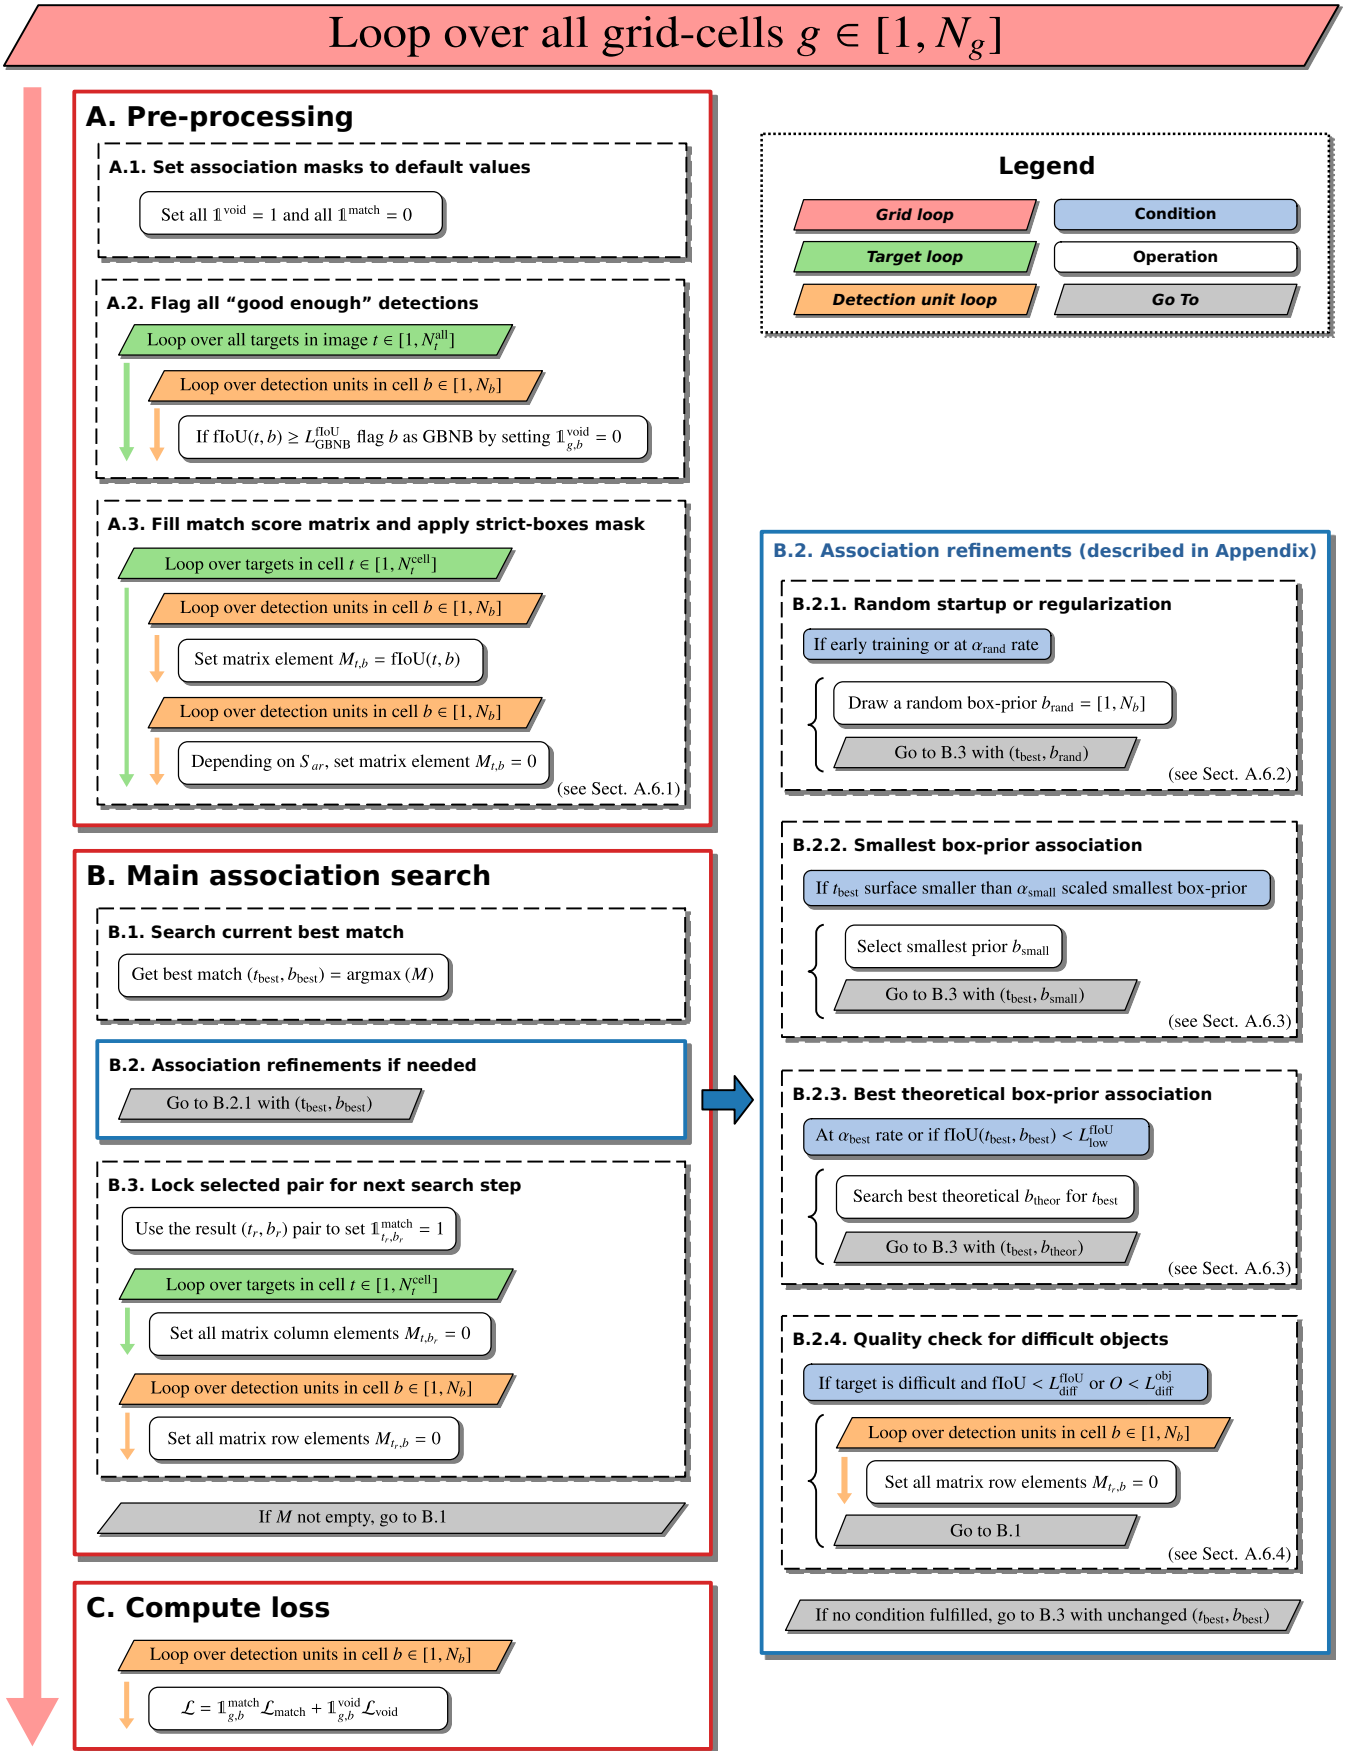 Loop over all grid-cells g ∈ [1, N_g]
A. Pre-processing
A.1. Set association masks to default values
Set all 𝟙^void = 1 and all 𝟙^match = 0
A.2. Flag all “good enough” detections
Loop over all targets in image t ∈ [1, N_t^all]
Loop over detection units in cell b ∈ [1, N_b]
If fIoU(t, b) ≥ L_GBNB^fIoU flag b as GBNB by setting 𝟙_{g,b}^void = 0
A.3. Fill match score matrix and apply strict-boxes mask
Loop over targets in cell t ∈ [1, N_t^cell]
Loop over detection units in cell b ∈ [1, N_b]
Set matrix element M_{t,b} = fIoU(t, b)
Loop over detection units in cell b ∈ [1, N_b]
Depending on S_ar, set matrix element M_{t,b} = 0
(see Sect. A.6.1)
B. Main association search
B.1. Search current best match
Get best match (t_best, b_best) = argmax (M)
B.2. Association refinements if needed
Go to B.2.1 with (t_best, b_best)
B.3. Lock selected pair for next search step
Use the result (t_r, b_r) pair to set 𝟙_{t_r,b_r}^match = 1
Loop over targets in cell t ∈ [1, N_t^cell]
Set all matrix column elements M_{t,b_r} = 0
Loop over detection units in cell b ∈ [1, N_b]
Set all matrix row elements M_{t_r,b} = 0
If M not empty, go to B.1
C. Compute loss
Loop over detection units in cell b ∈ [1, N_b]
ℒ = 𝟙_{g,b}^match ℒ_match + 𝟙_{g,b}^void ℒ_void
Legend
Grid loop
Condition
Target loop
Operation
Detection unit loop
Go To
B.2. Association refinements (described in Appendix)
B.2.1. Random startup or regularization
If early training or at α_rand rate
Draw a random box-prior b_rand = [1, N_b]
Go to B.3 with (t_best, b_rand)
(see Sect. A.6.2)
B.2.2. Smallest box-prior association
If t_best surface smaller than α_small scaled smallest box-prior
Select smallest prior b_small
Go to B.3 with (t_best, b_small)
(see Sect. A.6.3)
B.2.3. Best theoretical box-prior association
At α_best rate or if fIoU(t_best, b_best) < L_low^fIoU
Search best theoretical b_theor for t_best
Go to B.3 with (t_best, b_theor)
(see Sect. A.6.3)
B.2.4. Quality check for difficult objects
If target is difficult and fIoU < L_diff^fIoU or O < L_diff^obj
Loop over detection units in cell b ∈ [1, N_b]
Set all matrix row elements M_{t_r,b} = 0
Go to B.1
(see Sect. A.6.4)
If no condition fulfilled, go to B.3 with unchanged (t_best, b_best)